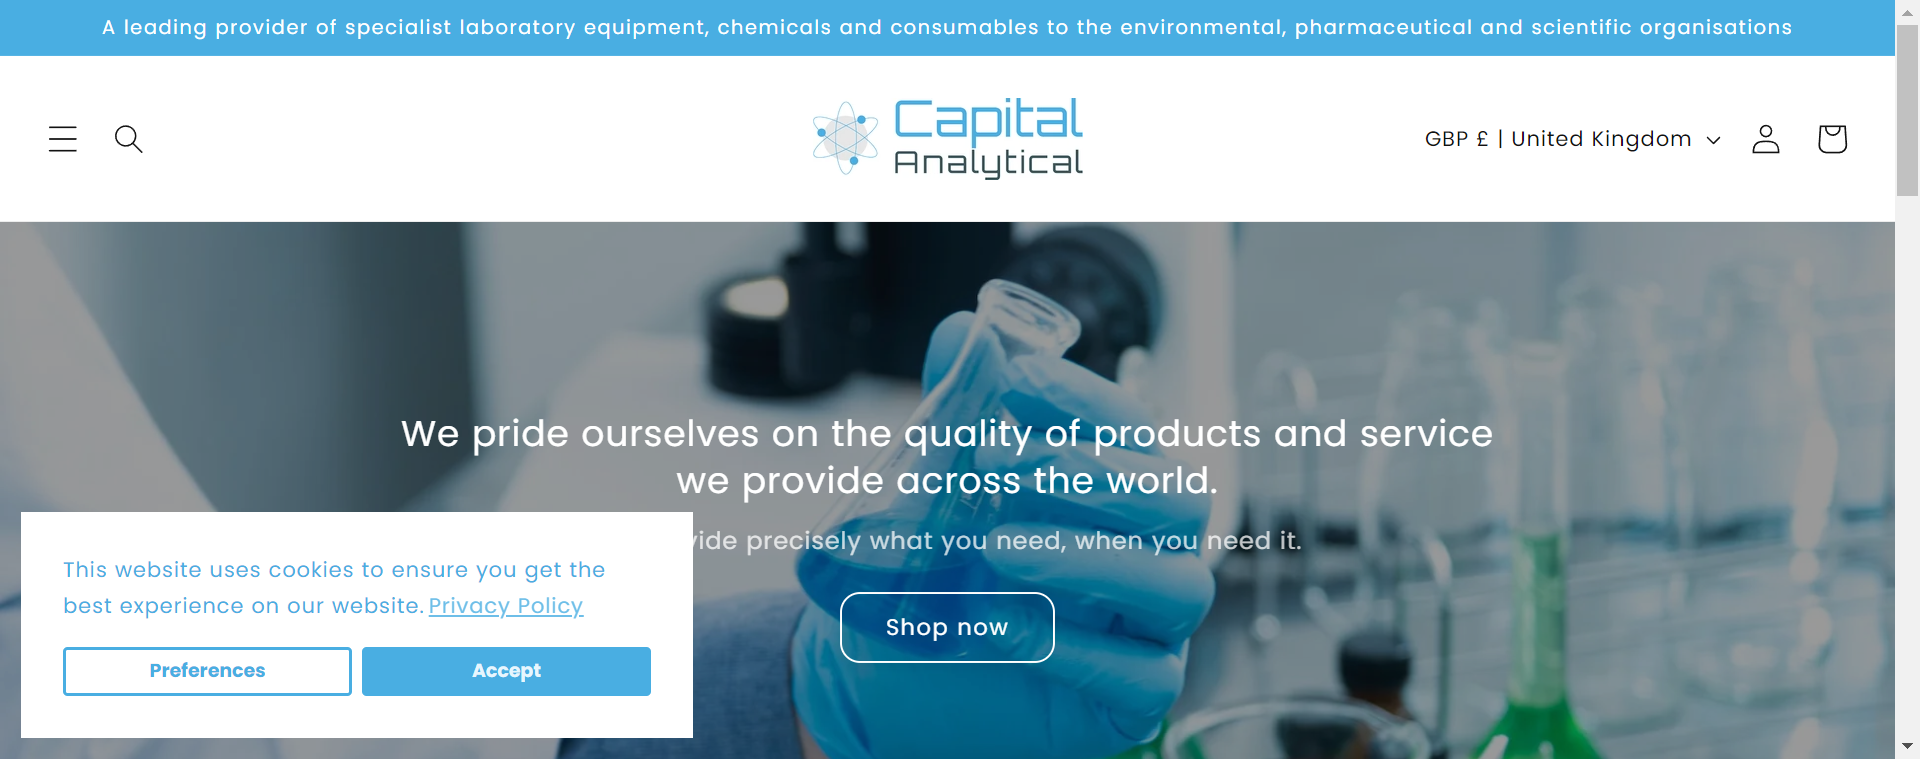 A leading provider of specialist laboratory equipment, chemicals and consumables to the environmental, pharmaceutical and scientific organisations
Capital
Analytical
GBP £ | United Kingdom
We pride ourselves on the quality of products and service
we provide across the world.
precisely what you need, when you need it.
Shop now
This website uses cookies to ensure you get the
best experience on our website. Privacy Policy
Preferences
Accept